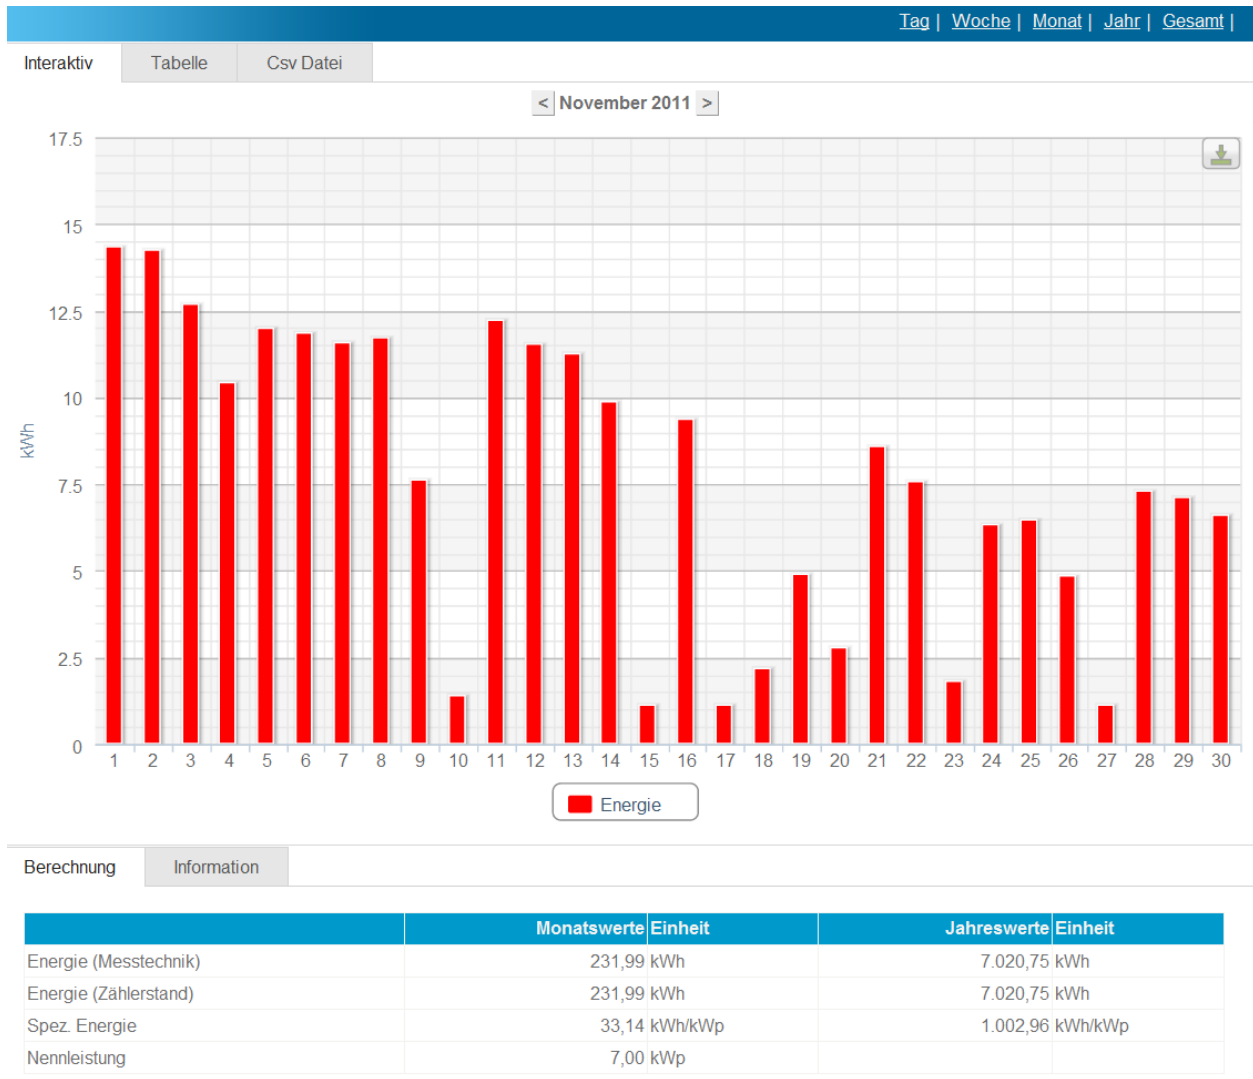 Tag | Woche | Monat | Jahr | Gesamt |
Interaktiv Tabelle Csv Datei
< November 2011 >
17.5
15
12.5
10
7.5
5
2.5
0
kWh
1 2 3 4 5 6 7 8 9 10 11 12 13 14 15 16 17 18 19 20 21 22 23 24 25 26 27 28 29 30
Energie
Berechnung Information
Monatswerte Einheit Jahreswerte Einheit
Energie (Messtechnik) 231,99 kWh 7.020,75 kWh
Energie (Zählerstand) 231,99 kWh 7.020,75 kWh
Spez. Energie 33,14 kWh/kWp 1.002,96 kWh/kWp
Nennleistung 7,00 kWp